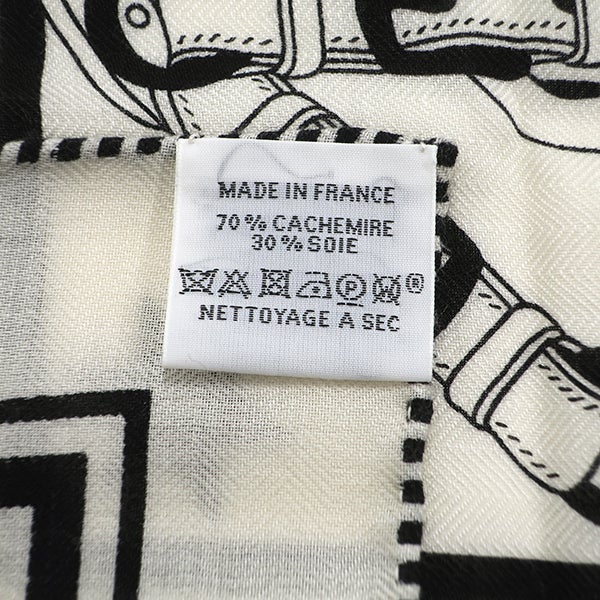 MADE IN FRANCE
70 % CACHEMIRE
30 % SOIE
P W ®
NETTOYAGE A SEC